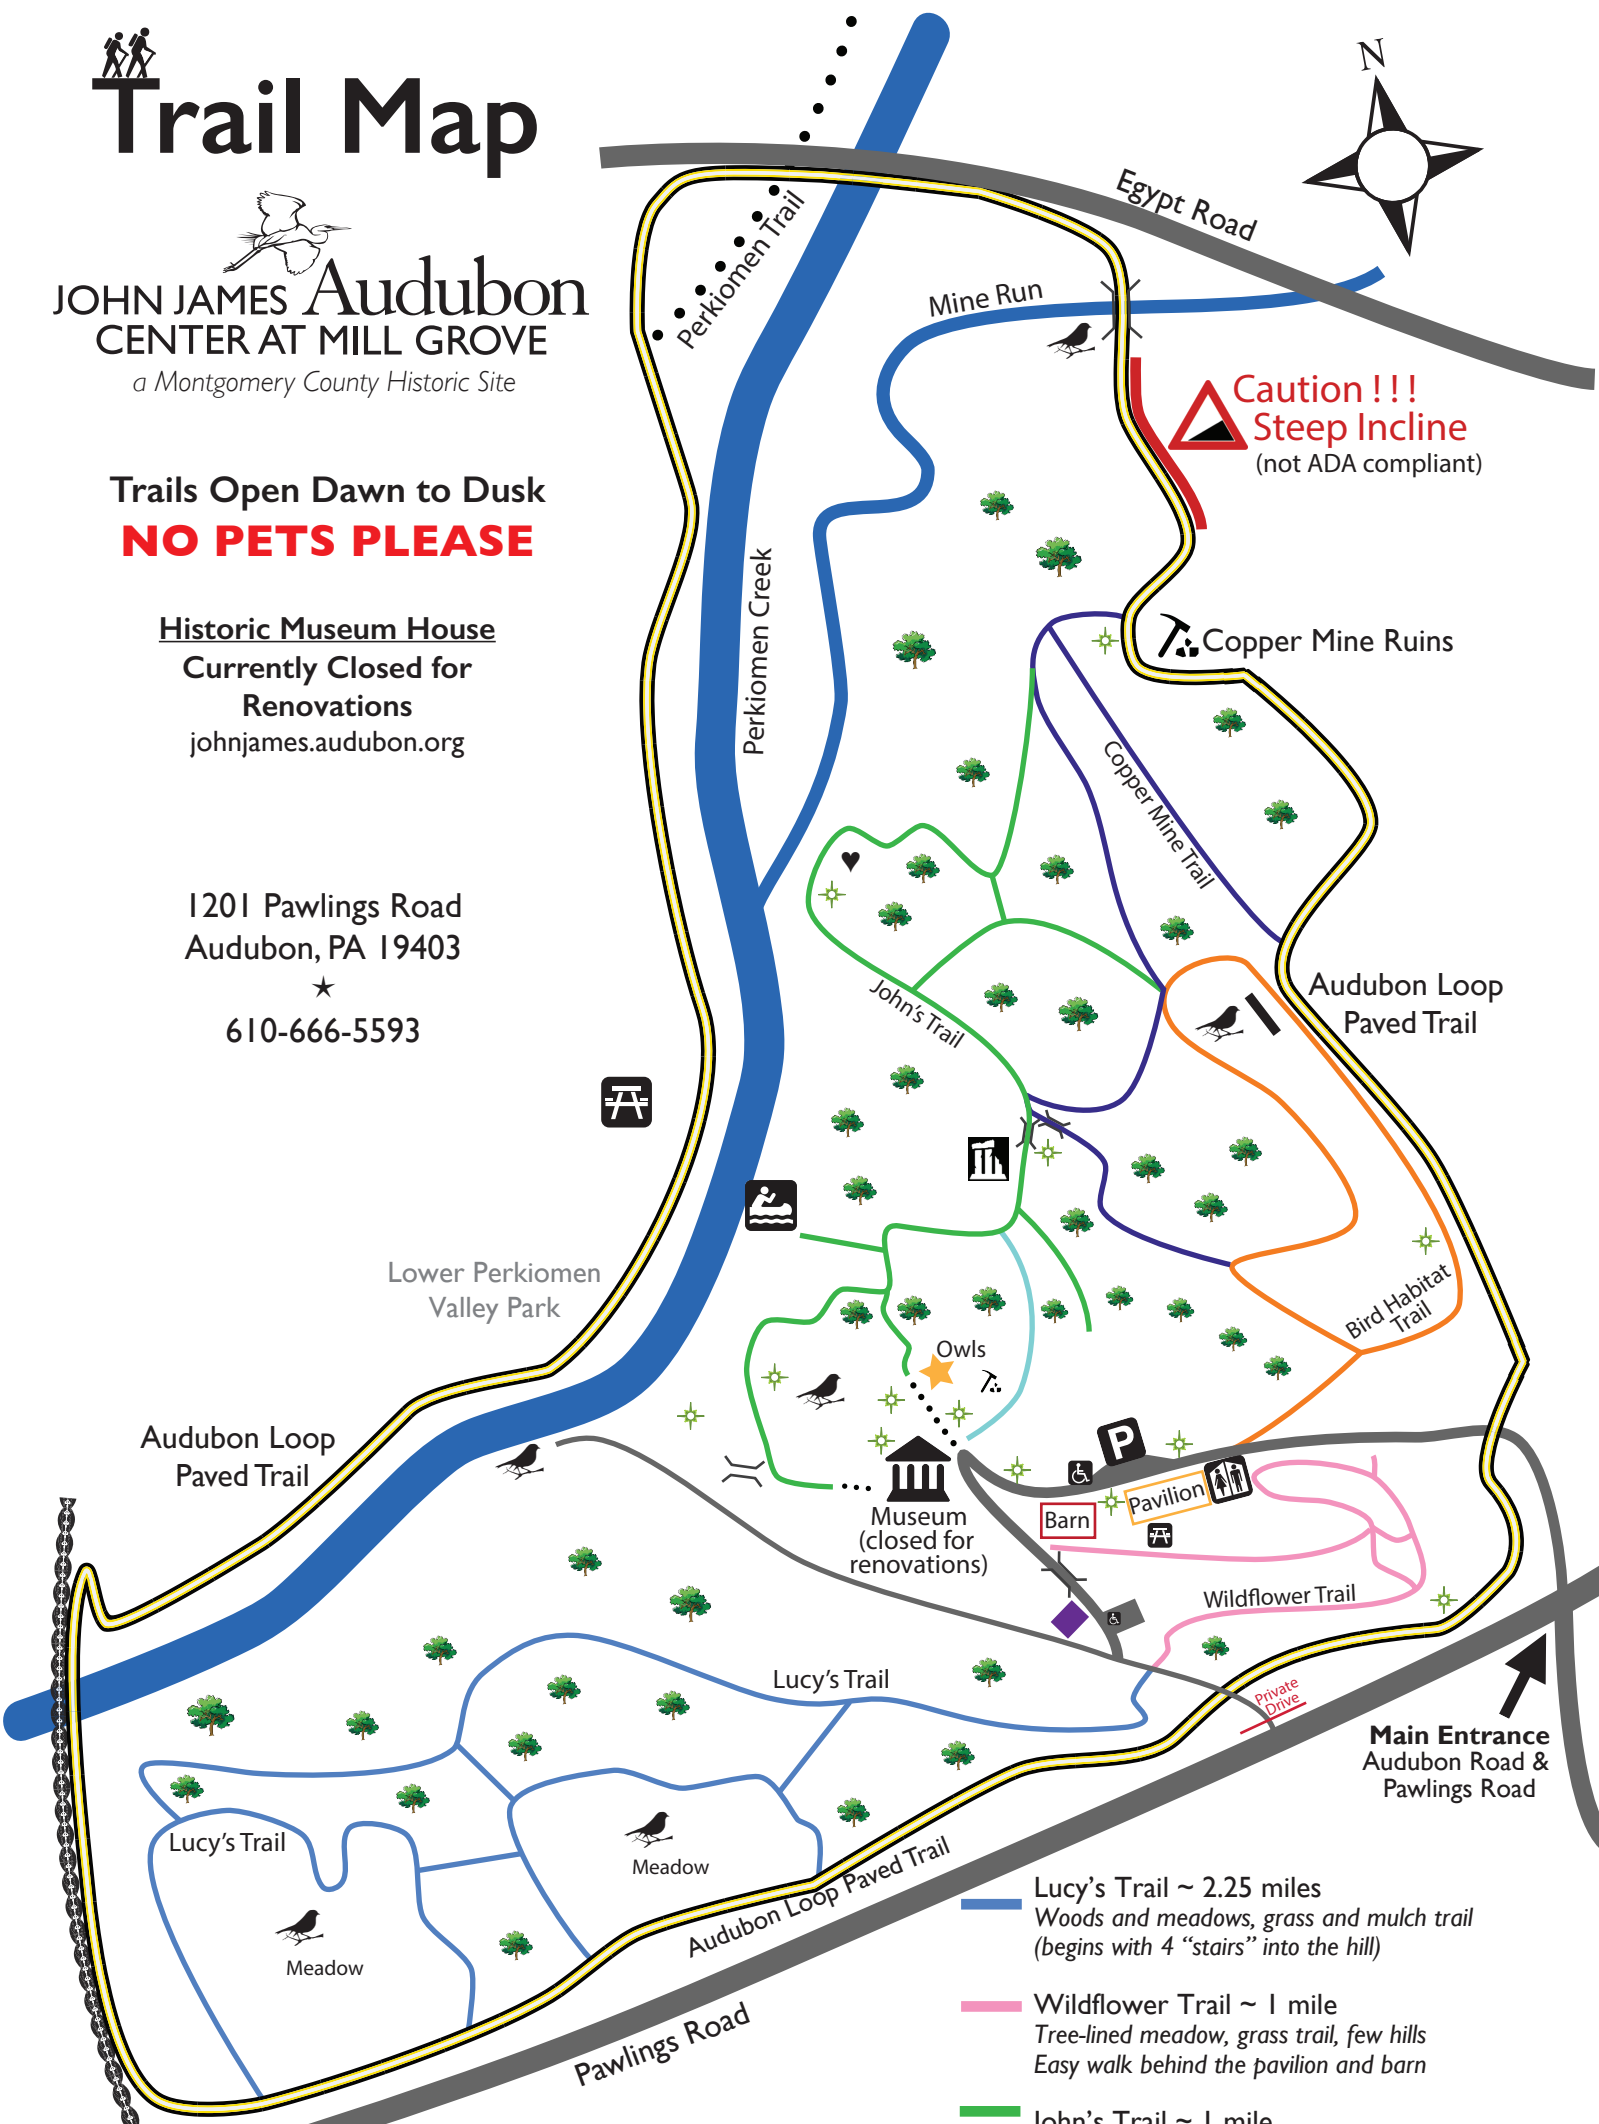 Trail Map
JOHN JAMES Audubon
CENTER AT MILL GROVE
a Montgomery County Historic Site
Trails Open Dawn to Dusk
NO PETS PLEASE
Historic Museum House
Currently Closed for
Renovations
johnjames.audubon.org
1201 Pawlings Road
Audubon, PA 19403
610-666-5593
N
Egypt Road
Perkiomen Trail
Mine Run
Caution ! ! !
Steep Incline
(not ADA compliant)
Perkiomen Creek
Copper Mine Ruins
Copper Mine Trail
John's Trail
Audubon Loop
Paved Trail
Lower Perkiomen
Valley Park
Bird Habitat
Trail
Owls
Audubon Loop
Paved Trail
P
Pavilion
Barn
Museum
(closed for
renovations)
Wildflower Trail
Lucy's Trail
Private
Drive
Main Entrance
Audubon Road &
Pawlings Road
Lucy's Trail
Meadow
Meadow
Audubon Loop Paved Trail
Pawlings Road
Lucy's Trail ~ 2.25 miles
Woods and meadows, grass and mulch trail
(begins with 4 “stairs” into the hill)
Wildflower Trail ~ 1 mile
Tree-lined meadow, grass trail, few hills
Easy walk behind the pavilion and barn
John's Trail ~ 1 mile